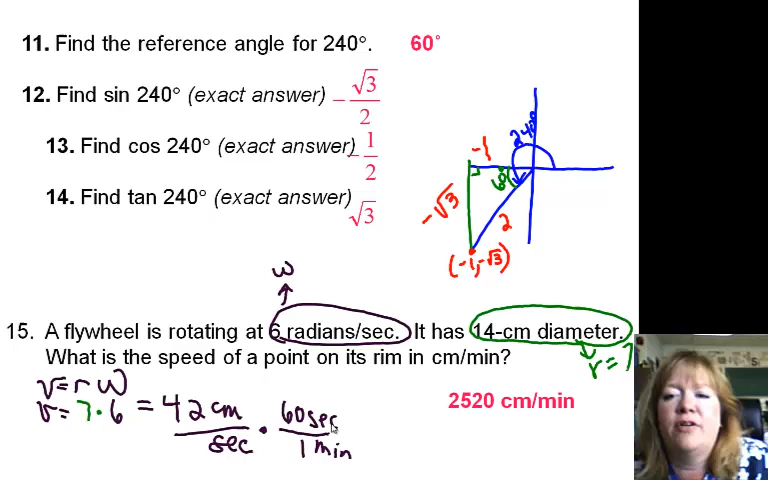 11. Find the reference angle for 240°. 60°
12. Find sin 240° (exact answer) -√3/2
13. Find cos 240° (exact answer) -1/2
14. Find tan 240° (exact answer) √3
240°
-1
60°
-√3
2
(-1, -√3)
ω
15. A flywheel is rotating at 6 radians/sec. It has 14-cm diameter.
What is the speed of a point on its rim in cm/min?
r = 7
v = r ω
v = 7 · 6 = 42 cm/sec · 60 sec/1 min
2520 cm/min